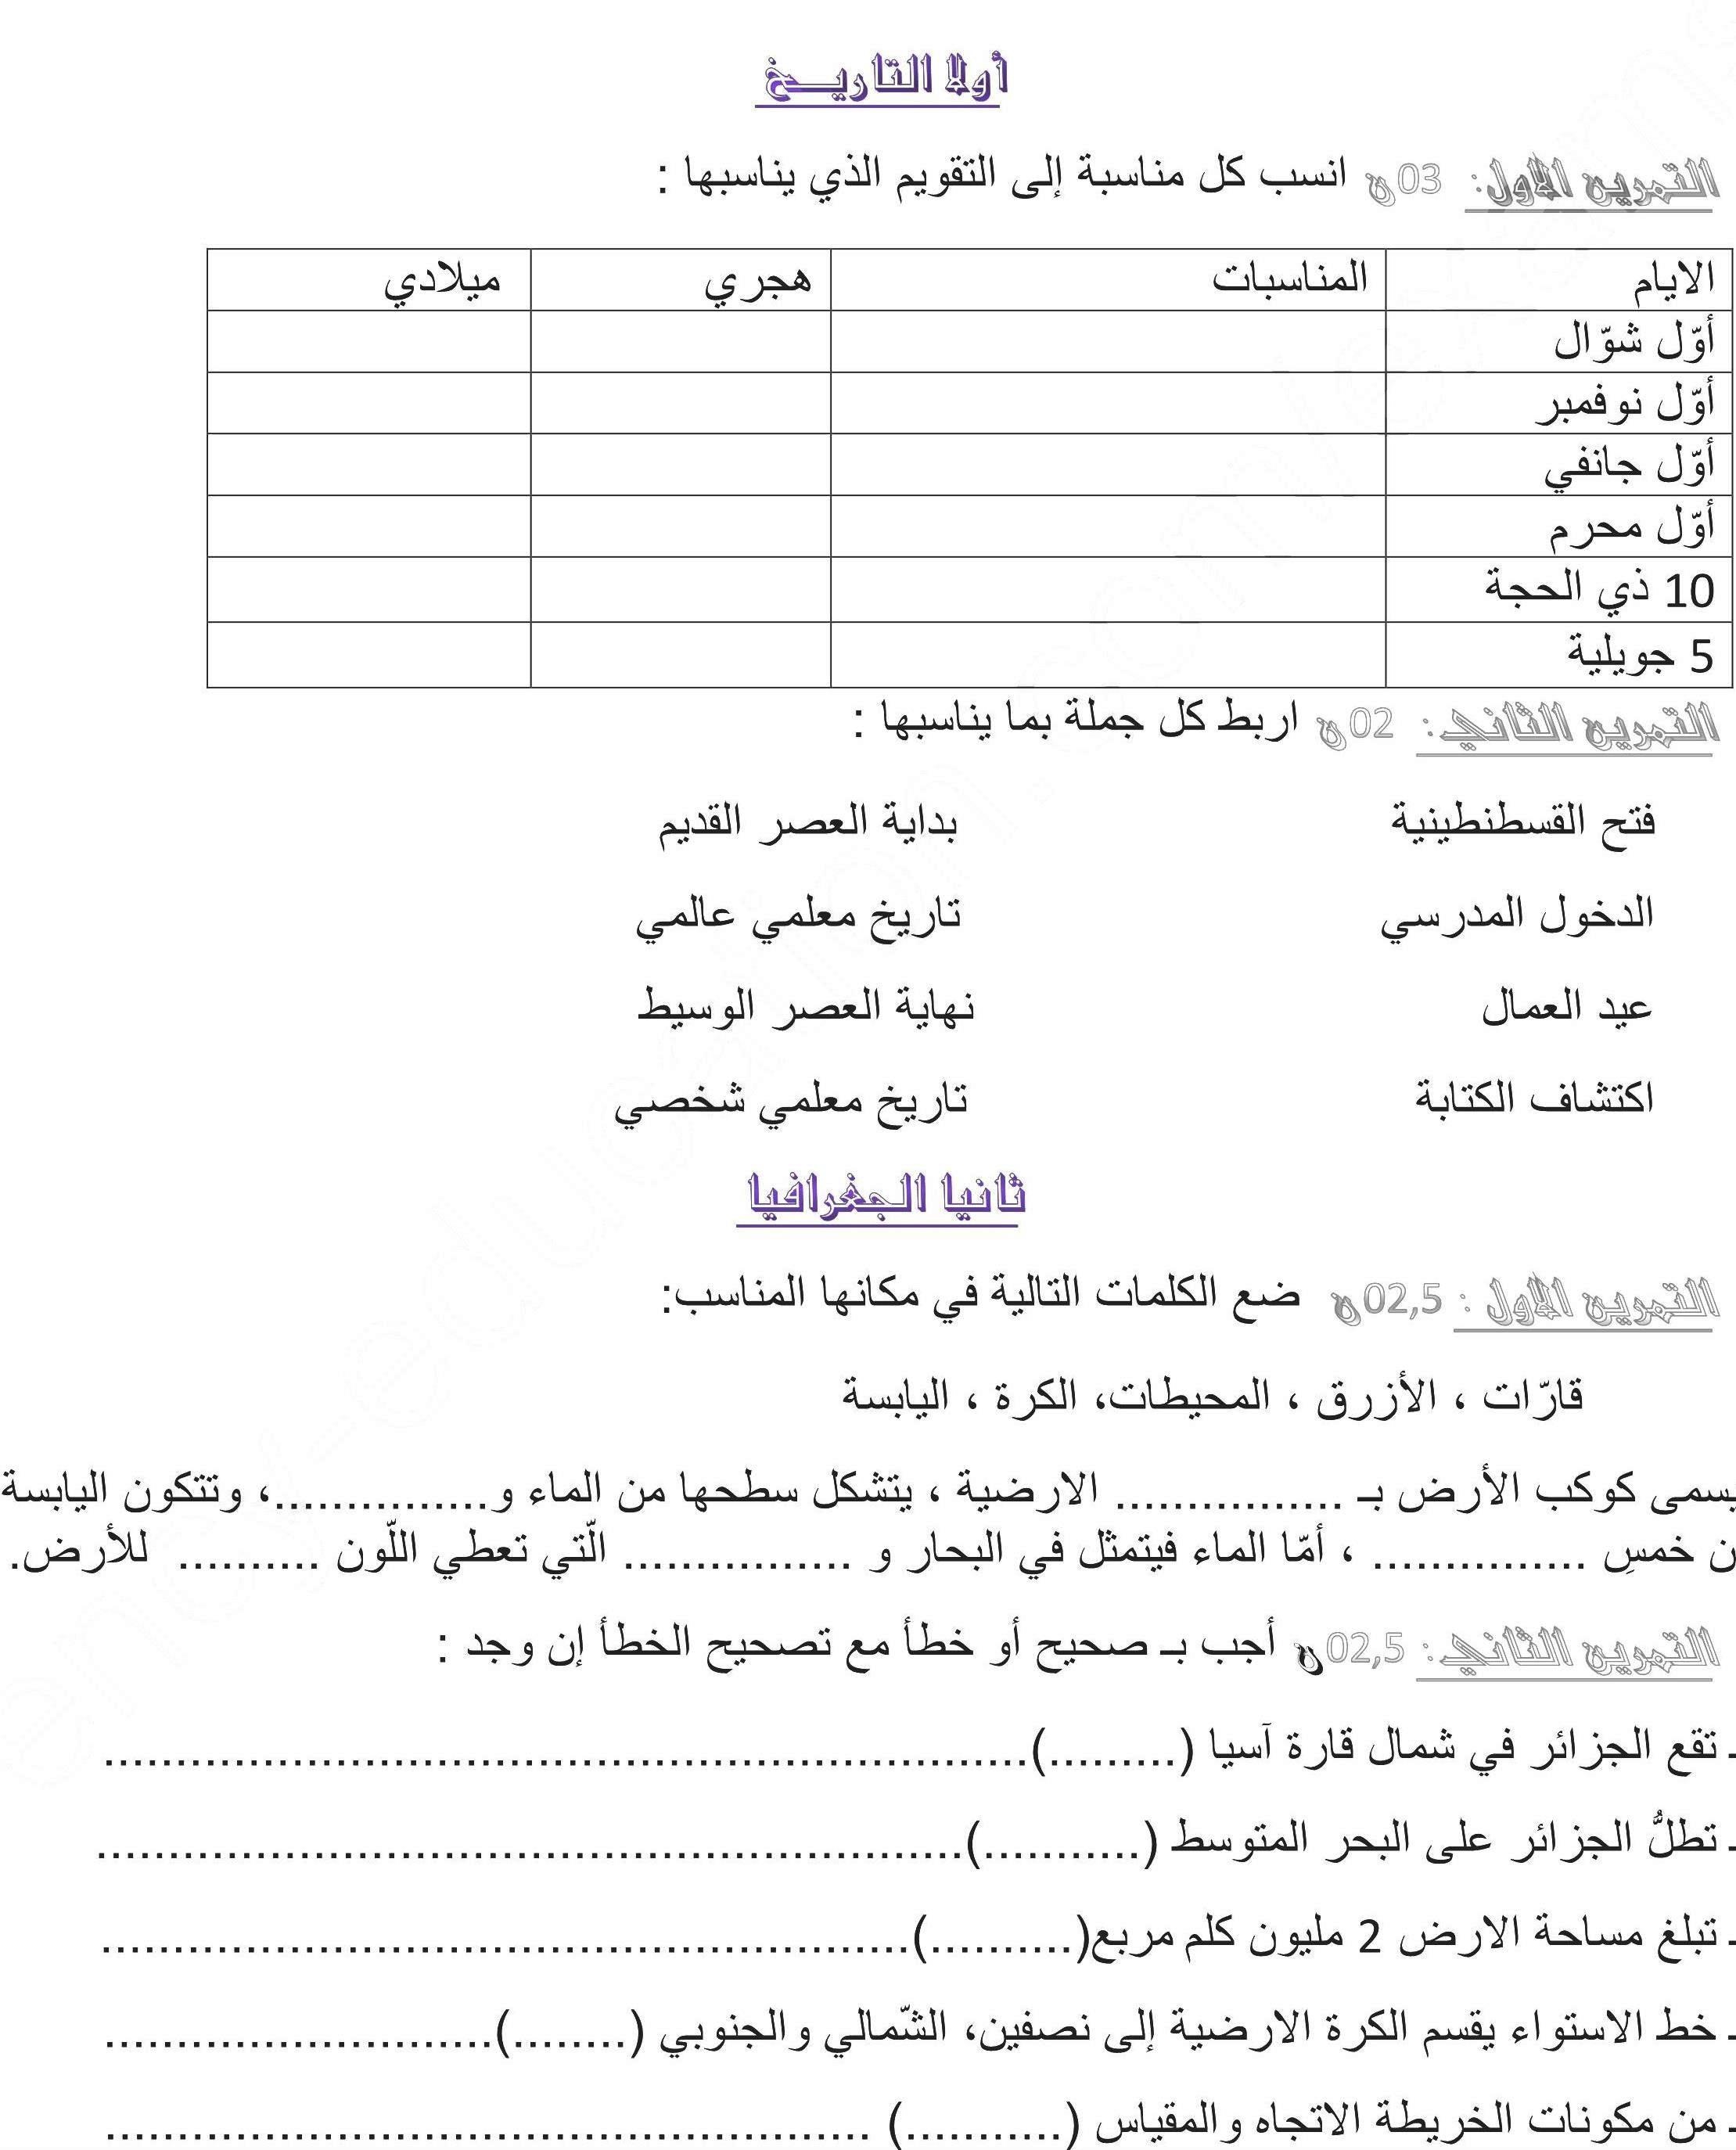 أولا التاريـخ
التمرين الاول: 03ن انسب كل مناسبة إلى التقويم الذي يناسبها :
الايام المناسبات هجري ميلادي
أوّل شوّال
أوّل نوفمبر
أوّل جانفي
أوّل محرم
10 ذي الحجة
5 جويلية
التمرين الثاني: 02ن اربط كل جملة بما يناسبها :
فتح القسطنطينية بداية العصر القديم
الدخول المدرسي تاريخ معلمي عالمي
عيد العمال نهاية العصر الوسيط
اكتشاف الكتابة تاريخ معلمي شخصي
ثانيا الجغرافيا
التمرين الاول: 02,5ن ضع الكلمات التالية في مكانها المناسب:
قارّات ، الأزرق ، المحيطات، الكرة ، اليابسة
يسمى كوكب الأرض بـ ................ الارضية ، يتشكل سطحها من الماء و...............، وتتكون اليابسة
ن خمسِ ............... ، أمّا الماء فيتمثل في البحار و ................ الّتي تعطي اللّون .......... للأرض.
التمرين الثاني: 02,5ن أجب بـ صحيح أو خطأ مع تصحيح الخطأ إن وجد :
ـ تقع الجزائر في شمال قارة آسيا (.........)................................................................
ـ تطلُّ الجزائر على البحر المتوسط (...........)............................................................
ـ تبلغ مساحة الارض 2 مليون كلم مربع(..........)........................................................
ـ خط الاستواء يقسم الكرة الارضية إلى نصفين، الشّمالي والجنوبي (........)...........................
ـ من مكونات الخريطة الاتجاه والمقياس (...........) .....................................................